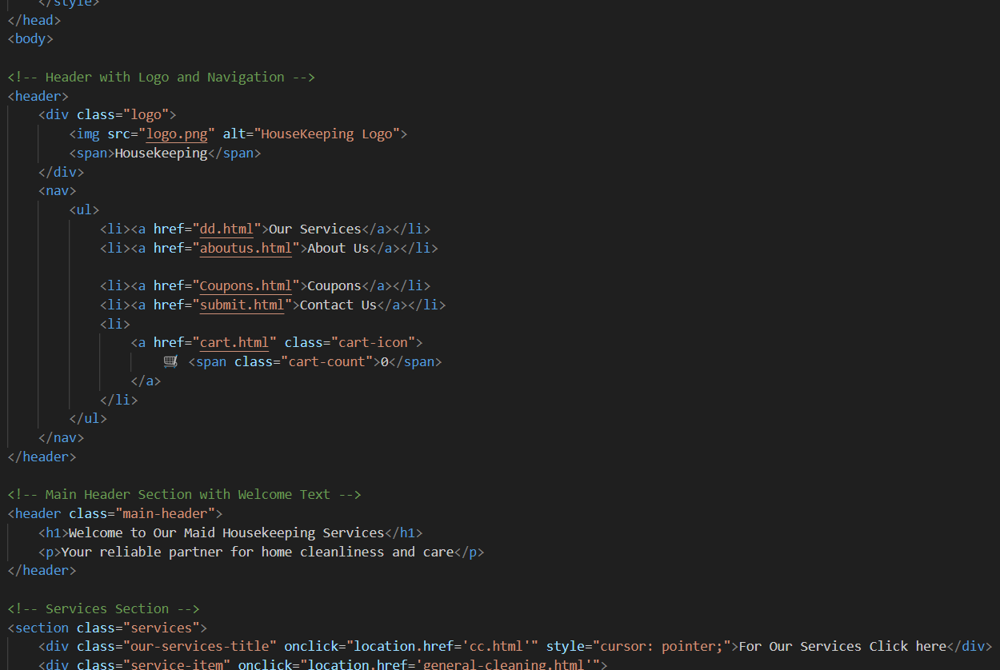 </style>
</head>
<body>
<!-- Header with Logo and Navigation -->
<header>
<div class="logo">
<img src="logo.png" alt="HouseKeeping Logo">
<span>Housekeeping</span>
</div>
<nav>
<ul>
<li><a href="dd.html">Our Services</a></li>
<li><a href="aboutus.html">About Us</a></li>
<li><a href="Coupons.html">Coupons</a></li>
<li><a href="submit.html">Contact Us</a></li>
<li>
<a href="cart.html" class="cart-icon">
🛒 <span class="cart-count">0</span>
</a>
</li>
</ul>
</nav>
</header>
<!-- Main Header Section with Welcome Text -->
<header class="main-header">
<h1>Welcome to Our Maid Housekeeping Services</h1>
<p>Your reliable partner for home cleanliness and care</p>
</header>
<!-- Services Section -->
<section class="services">
<div class="our-services-title" onclick="location.href='cc.html'" style="cursor: pointer;">For Our Services Click here</div>
<div class="service-item" onclick="location.href='general-cleaning.html'">